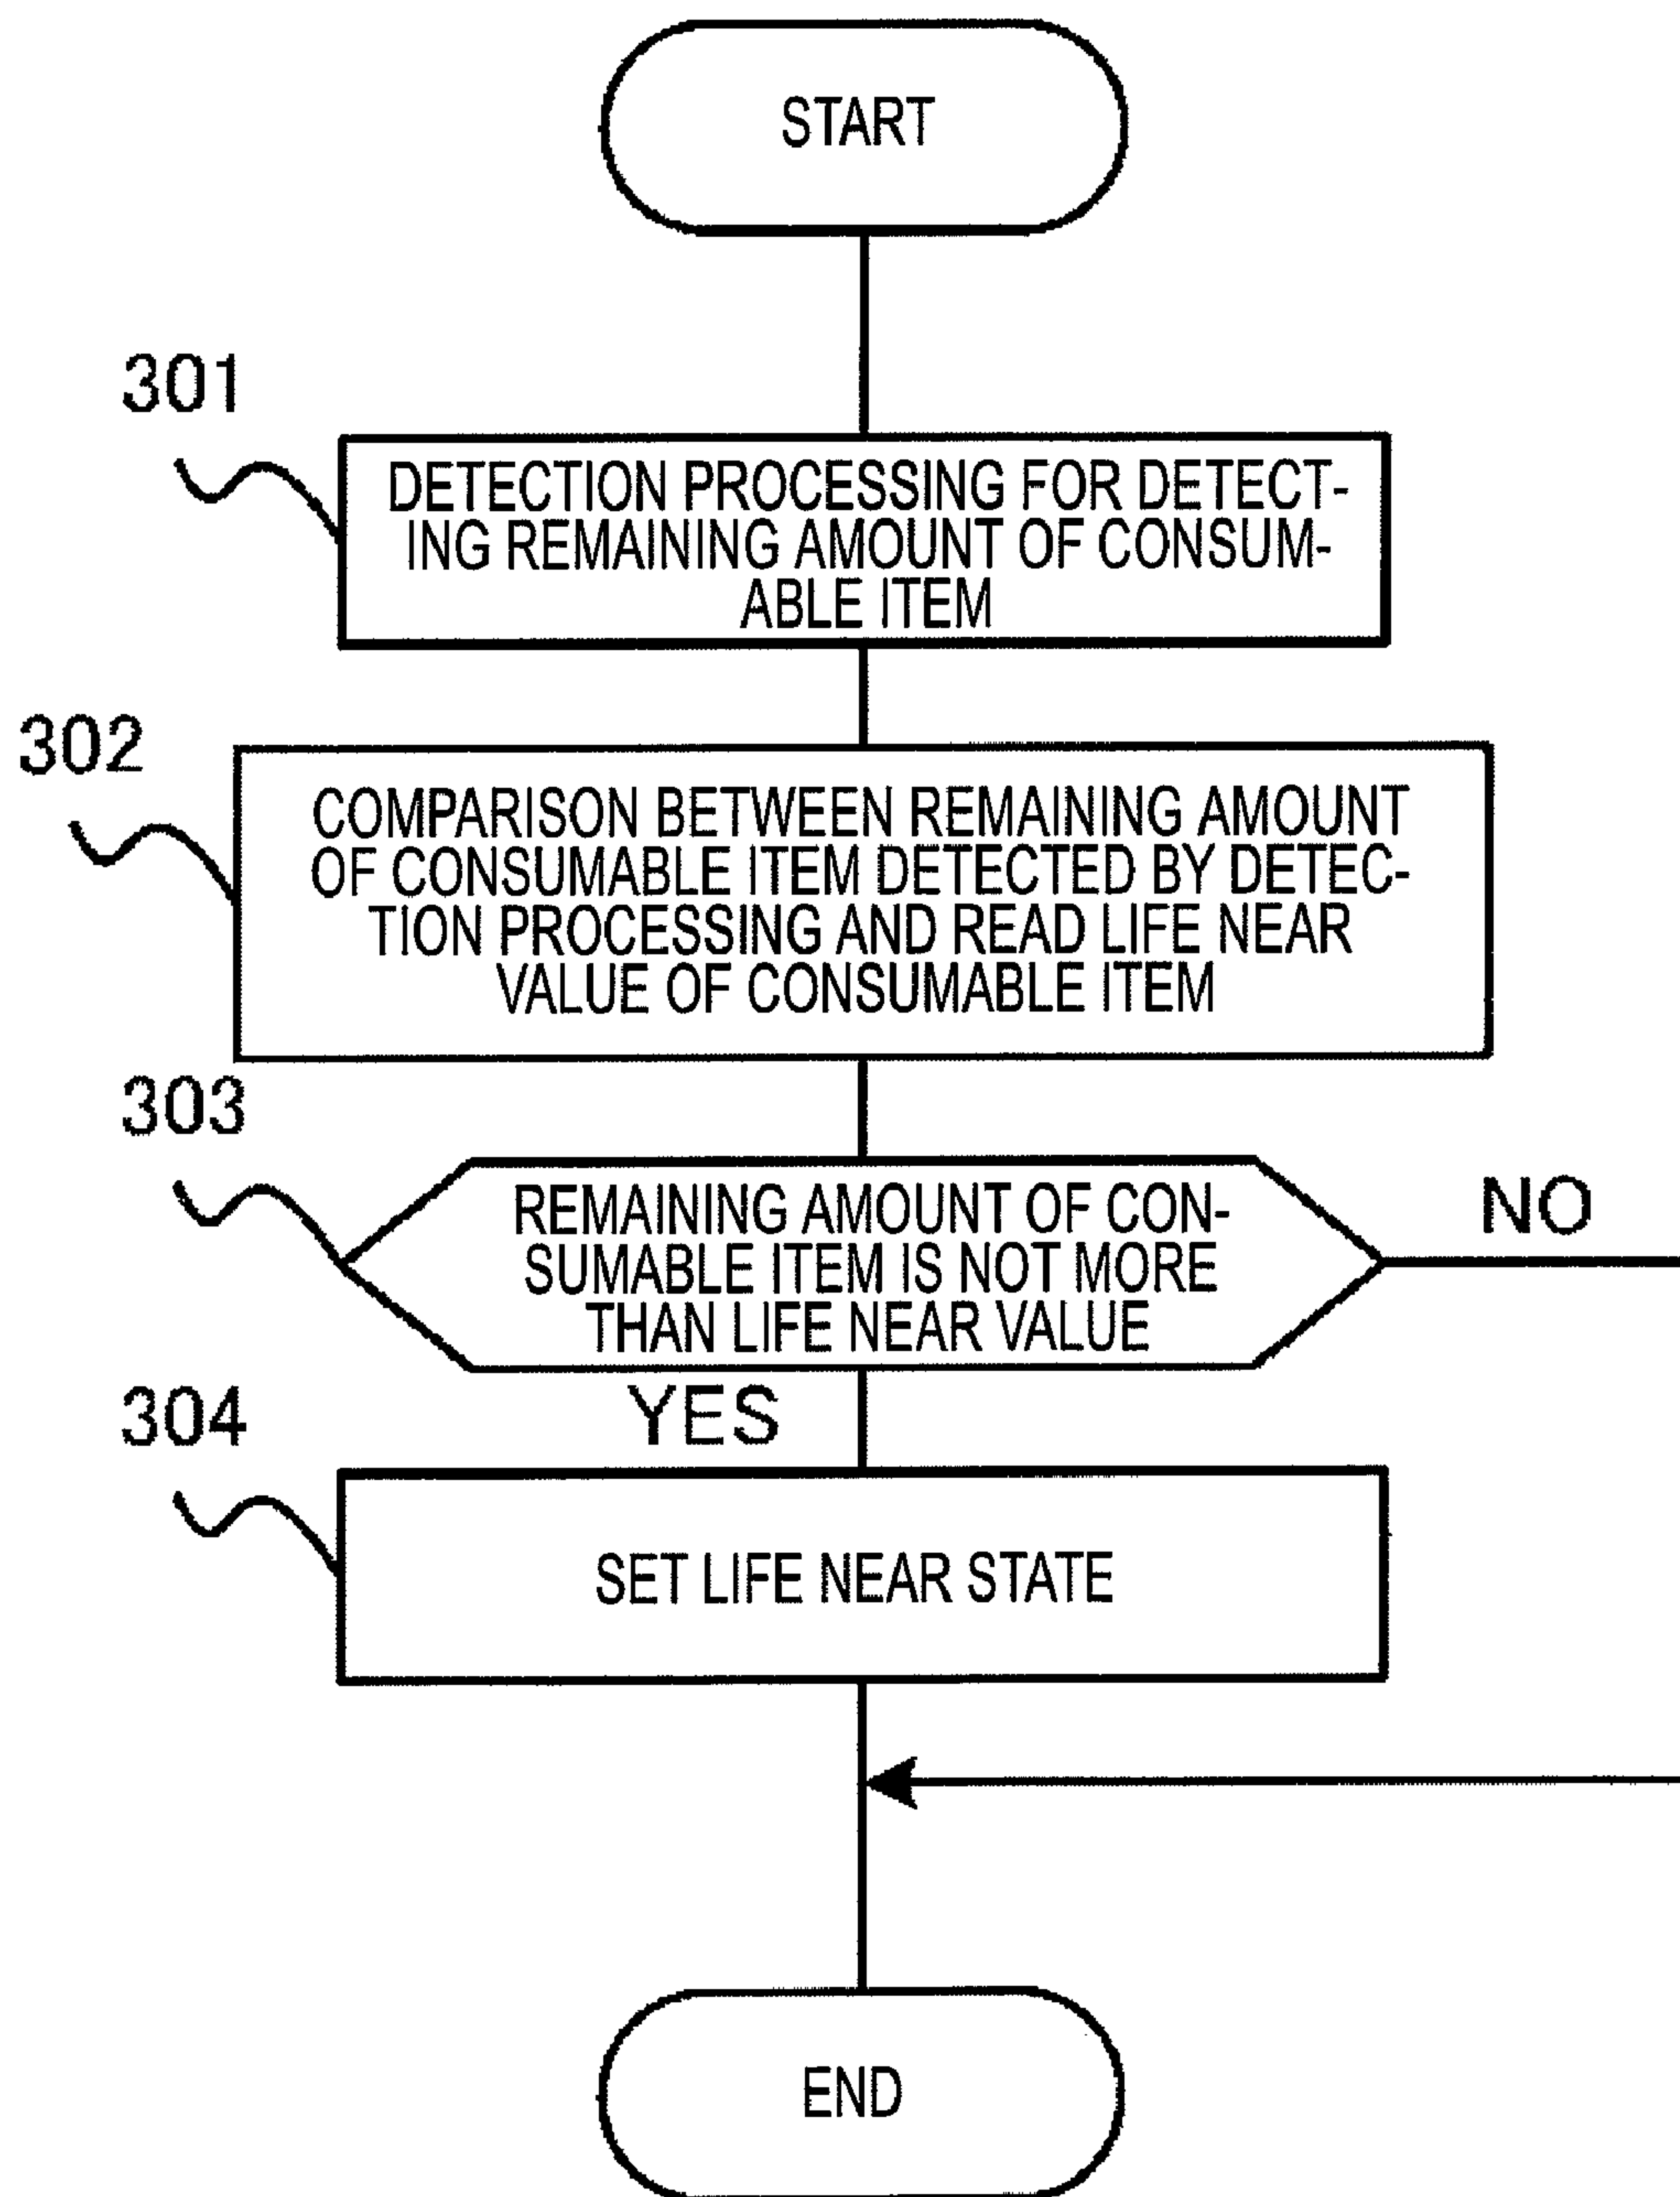 START
301
DETECTION PROCESSING FOR DETECT-
ING REMAINING AMOUNT OF CONSUM-
ABLE ITEM
302
COMPARISON BETWEEN REMAINING AMOUNT
OF CONSUMABLE ITEM DETECTED BY DETEC-
TION PROCESSING AND READ LIFE NEAR
VALUE OF CONSUMABLE ITEM
303
REMAINING AMOUNT OF CON-
SUMABLE ITEM IS NOT MORE
THAN LIFE NEAR VALUE
NO
YES
304
SET LIFE NEAR STATE
END